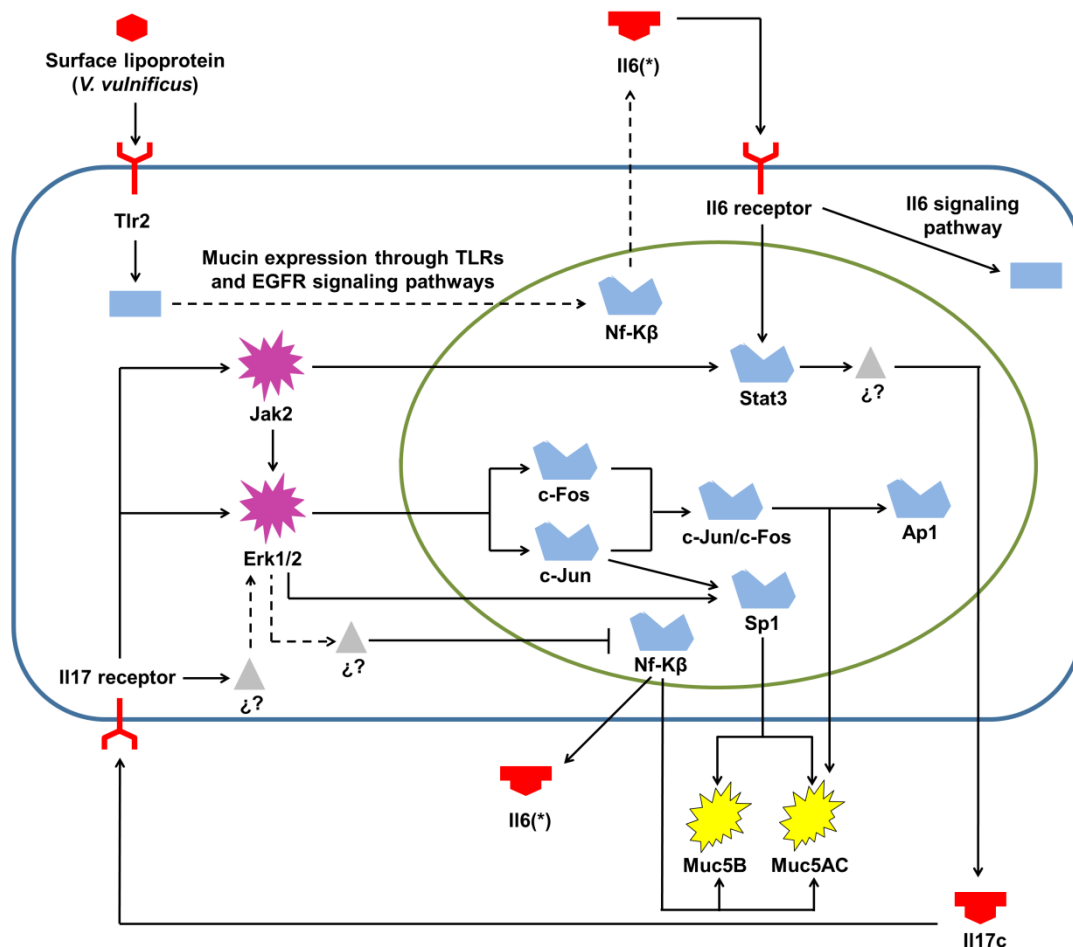 Surface lipoprotein
(V. vulnificus)
Il6(*)
Tlr2
Il6 receptor
Il6 signaling
pathway
Mucin expression through TLRs
and EGFR signaling pathways
Nf-Kβ
Jak2
Stat3
¿?
c-Fos
c-Jun/c-Fos
Ap1
Erk1/2
c-Jun
Sp1
¿?
Nf-Kβ
Il17 receptor
¿?
Il6(*)
Muc5B
Muc5AC
Il17c